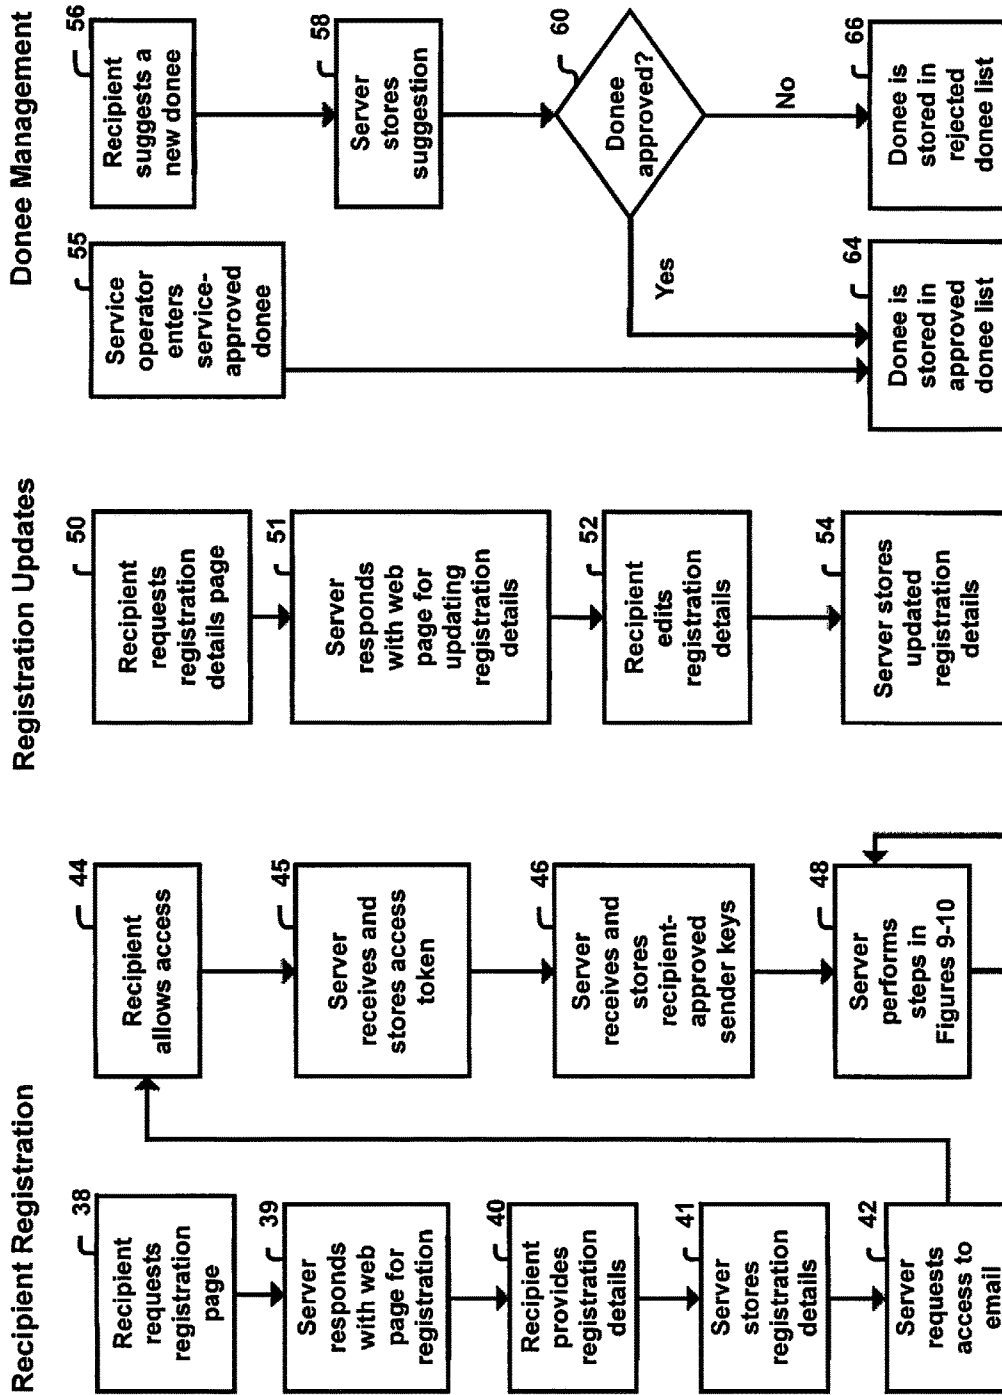 Recipient Registration
38
Recipient
requests
registration
page
39
Server
responds
with web
page for
registration
40
Recipient
provides
registration
details
41
Server
stores
registration
details
42
Server
requests
access to
email
44
Recipient
allows access
45
Server
receives and
stores access
token
46
Server
receives and
stores
recipient-
approved
sender keys
48
Server
performs
steps in
Figures 9-10
Registration Updates
50
Recipient
requests
registration
details page
51
Server
responds
with web
page for
updating
registration
details
52
Recipient
edits
registration
details
54
Server stores
updated
registration
details
Donee Management
55
Service
operator
enters
service-
approved
donee
56
Recipient
suggests a
new donee
58
Server
stores
suggestion
60
Donee
approved?
Yes
No
64
Donee is
stored in
approved
donee list
66
Donee is
stored in
rejected
donee list